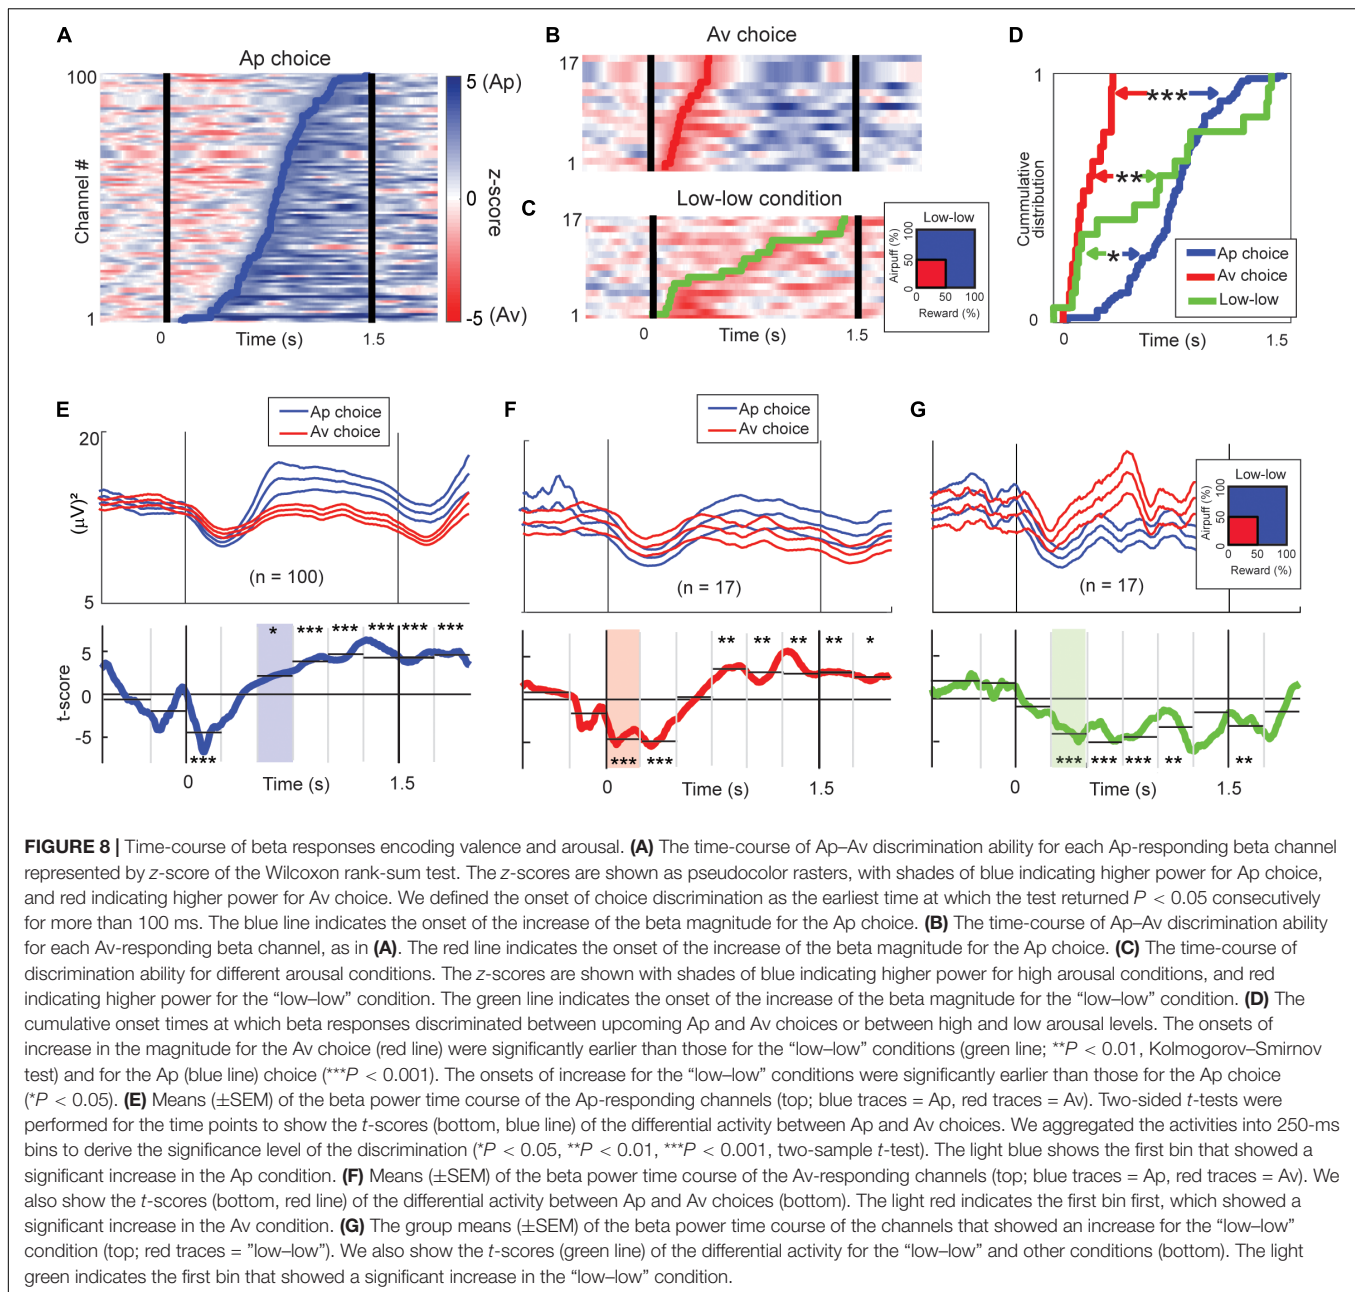 A
Ap choice
100
Channel #
1
0
Time (s)
1.5
5 (Ap)
0
z-score
-5 (Av)
B
Av choice
17
1
C
Low-low condition
17
1
0
Time (s)
1.5
Low-low
Airpuff (%)
100
50
0
0
50
100
Reward (%)
D
1
Cummulative
distribution
0
***
**
*
Ap choice
Av choice
Low-low
0
Time (s)
1.5
E
Ap choice
Av choice
20
(μV)²
5
(n = 100)
t-score
5
0
-5
* *** *** *** *** ***
***
0
Time (s)
1.5
F
Ap choice
Av choice
(n = 17)
** ** ** ** *
*** ***
0
Time (s)
1.5
G
Low-low
Airpuff (%)
100
50
0
0
50
100
Reward (%)
(n = 17)
*** *** *** ** **
0
Time (s)
1.5
FIGURE 8 | Time-course of beta responses encoding valence and arousal. (A) The time-course of Ap–Av discrimination ability for each Ap-responding beta channel
represented by z-score of the Wilcoxon rank-sum test. The z-scores are shown as pseudocolor rasters, with shades of blue indicating higher power for Ap choice,
and red indicating higher power for Av choice. We defined the onset of choice discrimination as the earliest time at which the test returned P < 0.05 consecutively
for more than 100 ms. The blue line indicates the onset of the increase of the beta magnitude for the Ap choice. (B) The time-course of Ap–Av discrimination ability
for each Av-responding beta channel, as in (A). The red line indicates the onset of the increase of the beta magnitude for the Ap choice. (C) The time-course of
discrimination ability for different arousal conditions. The z-scores are shown with shades of blue indicating higher power for high arousal conditions, and red
indicating higher power for the “low–low” condition. The green line indicates the onset of the increase of the beta magnitude for the “low–low” condition. (D) The
cumulative onset times at which beta responses discriminated between upcoming Ap and Av choices or between high and low arousal levels. The onsets of
increase in the magnitude for the Av choice (red line) were significantly earlier than those for the “low–low” conditions (green line; **P < 0.01, Kolmogorov–Smirnov
test) and for the Ap (blue line) choice (***P < 0.001). The onsets of increase for the “low–low” conditions were significantly earlier than those for the Ap choice
(*P < 0.05). (E) Means (±SEM) of the beta power time course of the Ap-responding channels (top; blue traces = Ap, red traces = Av). Two-sided t-tests were
performed for the time points to show the t-scores (bottom, blue line) of the differential activity between Ap and Av choices. We aggregated the activities into 250-ms
bins to derive the significance level of the discrimination (*P < 0.05, **P < 0.01, ***P < 0.001, two-sample t-test). The light blue shows the first bin that showed a
significant increase in the Ap condition. (F) Means (±SEM) of the beta power time course of the Av-responding channels (top; blue traces = Ap, red traces = Av). We
also show the t-scores (bottom, red line) of the differential activity between Ap and Av choices (bottom). The light red indicates the first bin first, which showed a
significant increase in the Av condition. (G) The group means (±SEM) of the beta power time course of the channels that showed an increase for the “low–low”
condition (top; red traces = ”low–low”). We also show the t-scores (green line) of the differential activity for the “low–low” and other conditions (bottom). The light
green indicates the first bin that showed a significant increase in the “low–low” condition.